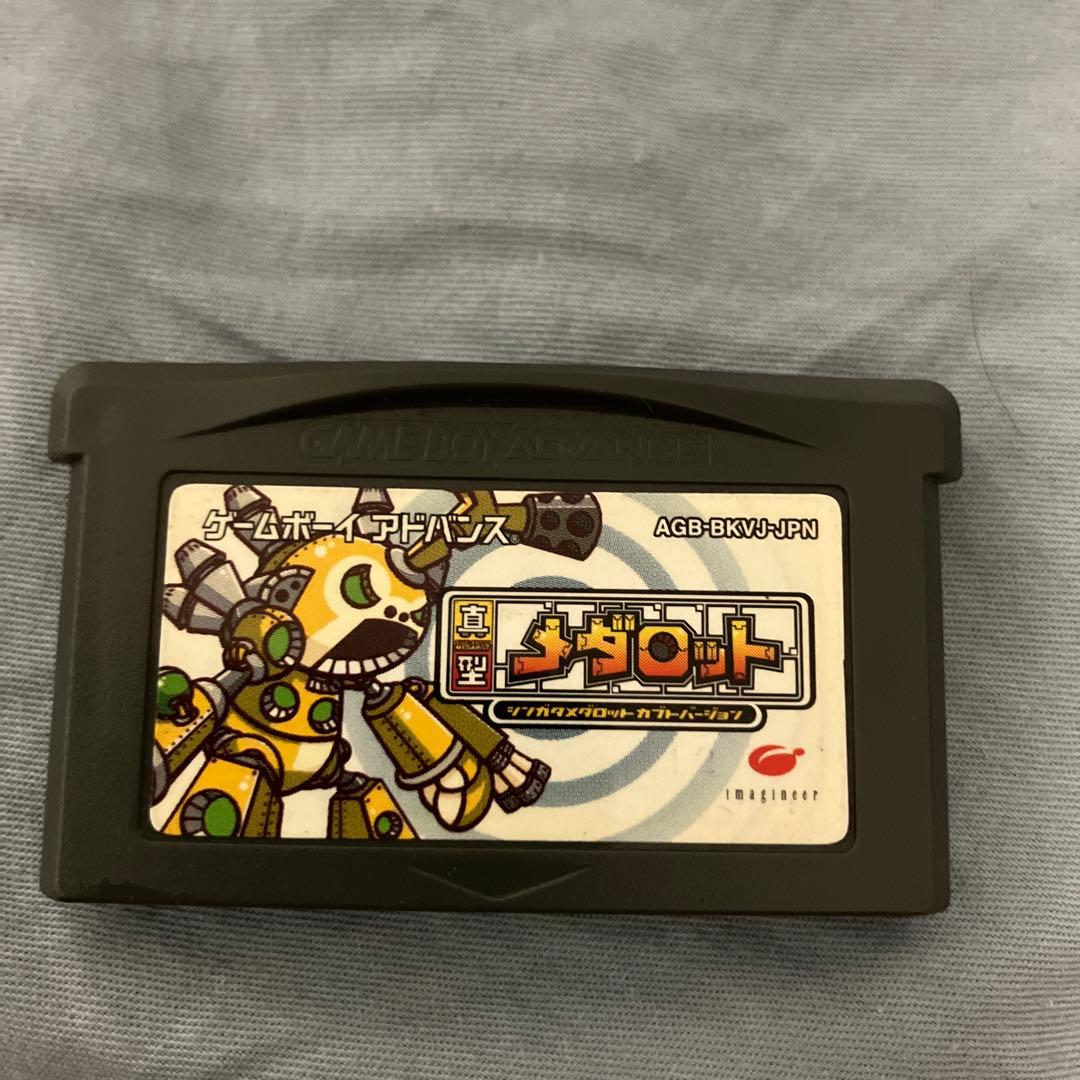 GAME BOY ADVANCE
ケームボーイ アドバンス®
AGB-BKVJ-JPN
真型
メダロット
シンガタメダロット カブトバージョン
imagineer